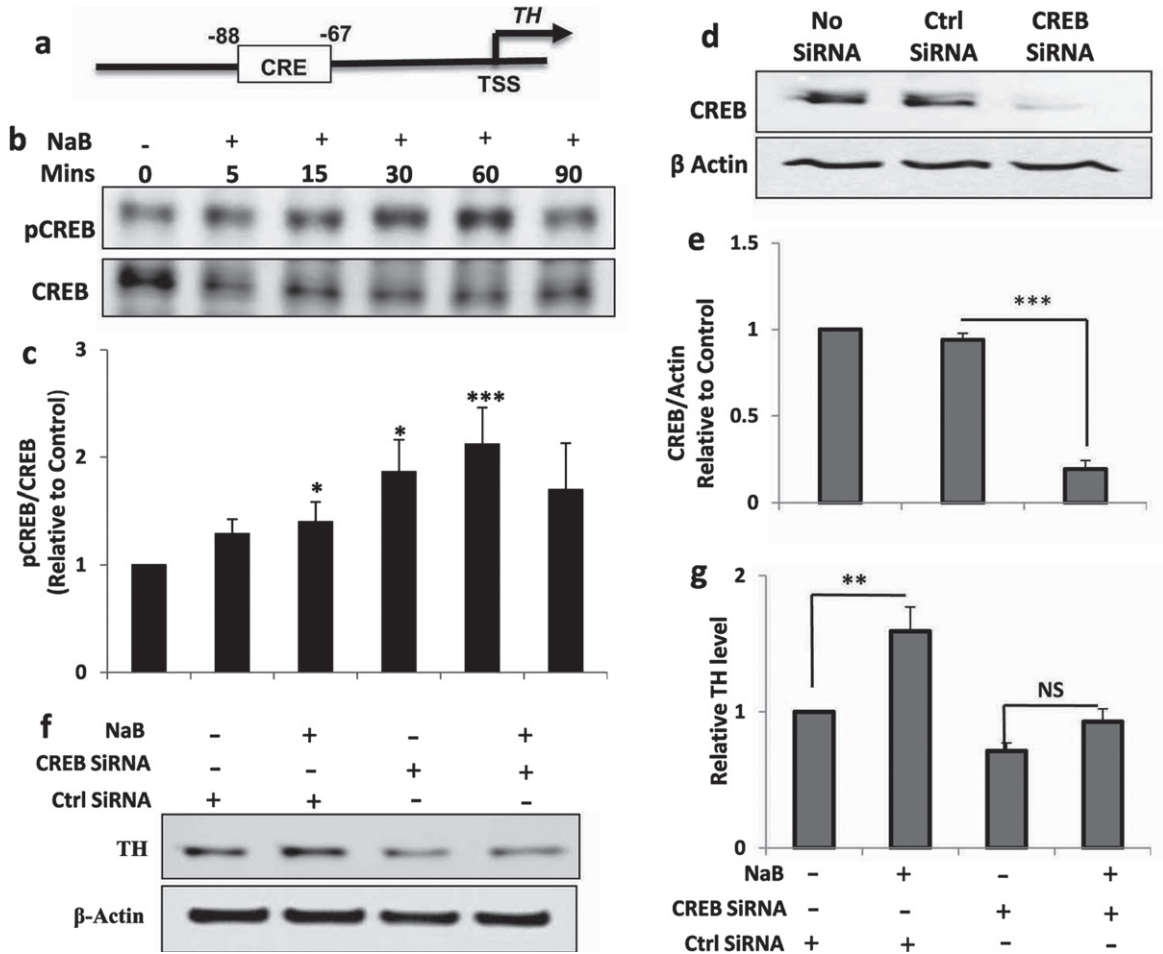 a
-88
-67
TH
CRE
TSS
b
NaB - + + + + +
Mins 0 5 15 30 60 90
pCREB
CREB
c
pCREB/CREB
(Relative to Control)
3
2
1
0
*
*
***
d
No SiRNA
Ctrl SiRNA
CREB SiRNA
CREB
β Actin
e
CREB/Actin
Relative to Control
1.5
1
0.5
0
***
f
NaB - + - +
CREB SiRNA - - + +
Ctrl SiRNA + + - -
TH
β-Actin
g
Relative TH level
2
1
0
**
NS
NaB - + - +
CREB SiRNA - - + +
Ctrl SiRNA + + - -